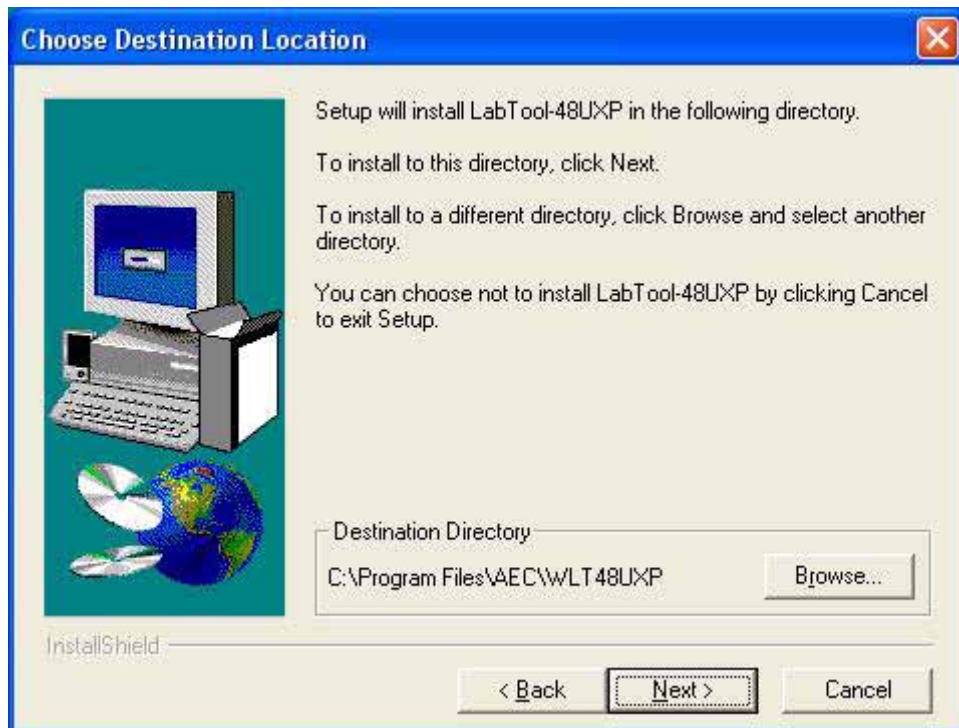 Choose Destination Location
Setup will install LabTool-48UXP in the following directory.
To install to this directory, click Next.
To install to a different directory, click Browse and select another
directory.
You can choose not to install LabTool-48UXP by clicking Cancel
to exit Setup.
Destination Directory
C:\Program Files\AEC\WLT48UXP
Browse...
InstallShield
< Back
Next >
Cancel